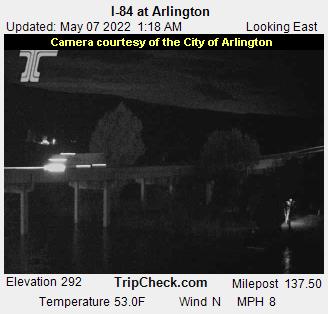 I-84 at Arlington
Updated: May 07 2022 1:18 AM Looking East
Camera courtesy of the City of Arlington
Elevation 292 TripCheck.com Milepost 137.50
Temperature 53.0F Wind N MPH 8